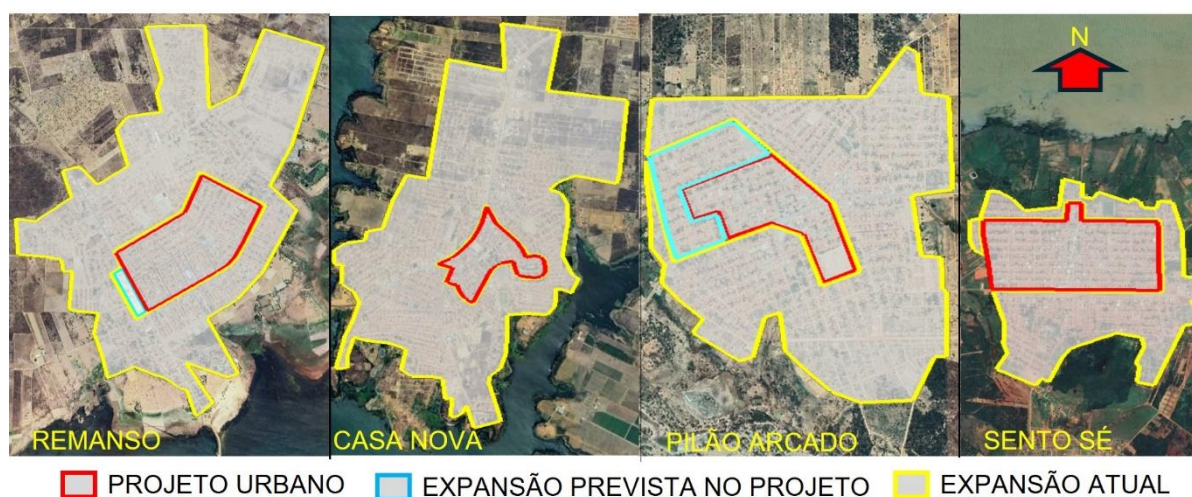 N
REMANSO
CASA NOVA
PILÃO ARCADO
SENTO SÉ
PROJETO URBANO
EXPANSÃO PREVISTA NO PROJETO
EXPANSÃO ATUAL